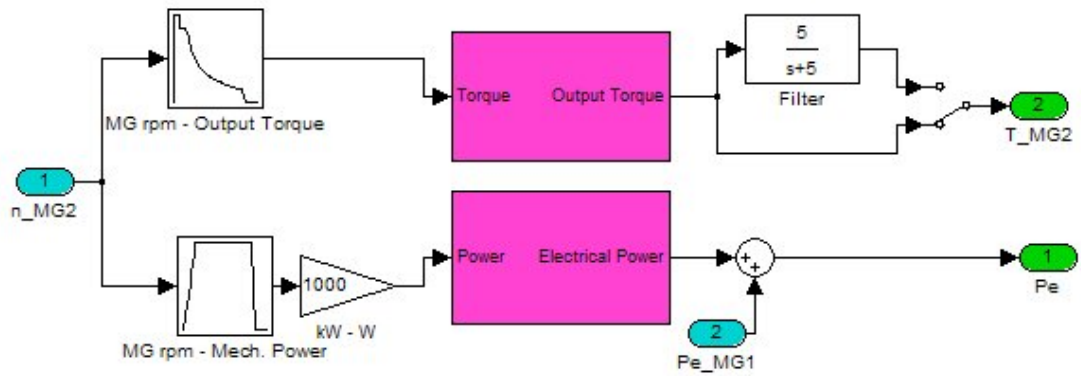 5
s+5
Filter
MG rpm - Output Torque
Torque
Output Torque
2
T_MG2
1
n_MG2
1000
kW - W
MG rpm - Mech. Power
Power
Electrical Power
2
Pe_MG1
1
Pe